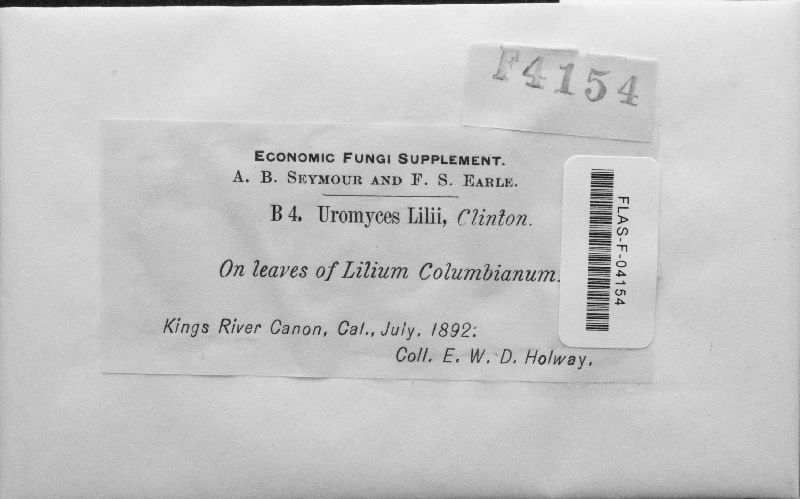 F4154
ECONOMIC FUNGI SUPPLEMENT.
A. B. SEYMOUR AND F. S. EARLE.
B 4. Uromyces Lilii, Clinton.
On leaves of Lilium Columbianum.
Kings River Canon, Cal., July, 1892:
Coll. E. W. D. Holway.
FLAS-F-04154